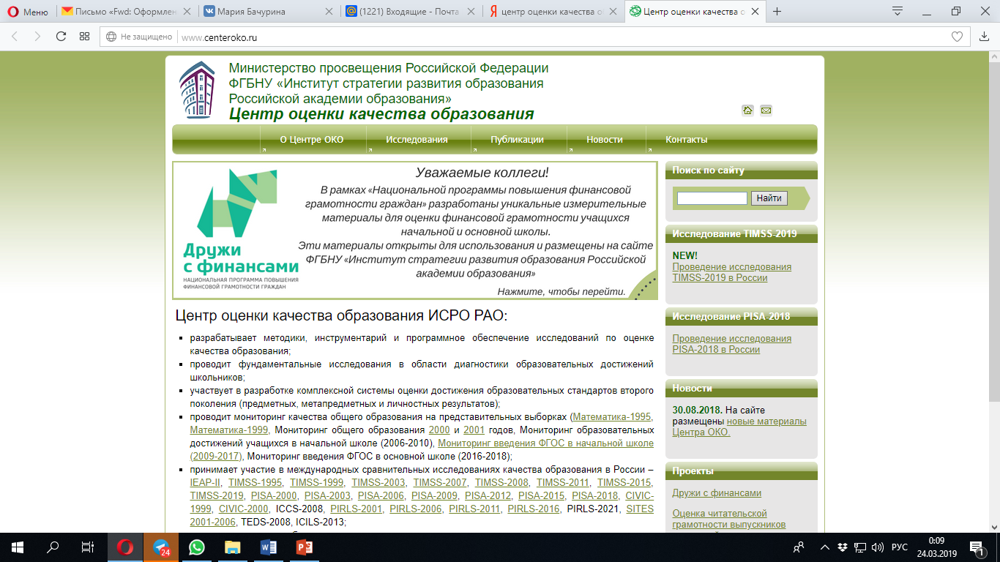 Меню
Письмо «Fwd: Оформлен
Мария Бачурина
(1221) Входящие - Почта
центр оценки качества о
Центр оценки качества о
Не защищено
www.centeroko.ru
Министерство просвещения Российской Федерации
ФГБНУ «Институт стратегии развития образования
Российской академии образования»
Центр оценки качества образования
О Центре ОКО
Исследования
Публикации
Новости
Контакты
Уважаемые коллеги!
В рамках «Национальной программы повышения финансовой
грамотности граждан» разработаны уникальные измерительные
материалы для оценки финансовой грамотности учащихся
начальной и основной школы.
Эти материалы открыты для использования и размещены на сайте
ФГБНУ «Институт стратегии развития образования Российской
академии образования»
Нажмите, чтобы перейти.
Дружи
с финансами
НАЦИОНАЛЬНАЯ ПРОГРАММА ПОВЫШЕНИЯ
ФИНАНСОВОЙ ГРАМОТНОСТИ ГРАЖДАН
Центр оценки качества образования ИСРО РАО:
разрабатывает методики, инструментарий и программное обеспечение исследований по оценке
качества образования;
проводит фундаментальные исследования в области диагностики образовательных достижений
школьников;
участвует в разработке комплексной системы оценки достижения образовательных стандартов второго
поколения (предметных, метапредметных и личностных результатов);
проводит мониторинг качества общего образования на представительных выборках (Математика-1995,
Математика-1999, Мониторинг общего образования 2000 и 2001 годов, Мониторинг образовательных
достижений учащихся в начальной школе (2006-2010), Мониторинг введения ФГОС в начальной школе
(2009-2017), Мониторинг введения ФГОС в основной школе (2016-2018);
принимает участие в международных сравнительных исследованиях качества образования в России –
IEAP-II, TIMSS-1995, TIMSS-1999, TIMSS-2003, TIMSS-2007, TIMSS-2008, TIMSS-2011, TIMSS-2015,
TIMSS-2019, PISA-2000, PISA-2003, PISA-2006, PISA-2009, PISA-2012, PISA-2015, PISA-2018, CIVIC-
1999, CIVIC-2000, ICCS-2008, PIRLS-2001, PIRLS-2006, PIRLS-2011, PIRLS-2016, PIRLS-2021, SITES
2001-2006, TEDS-2008, ICILS-2013;
Поиск по сайту
Найти
Исследование TIMSS-2019
NEW!
Проведение исследования
TIMSS-2019 в России
Исследование PISA-2018
Проведение исследования
PISA-2018 в России
Новости
30.08.2018. На сайте
размещены новые материалы
Центра ОКО.
Проекты
Дружи с финансами
Оценка читательской
грамотности выпускников
24
РУС
0:09
24.03.2019
1